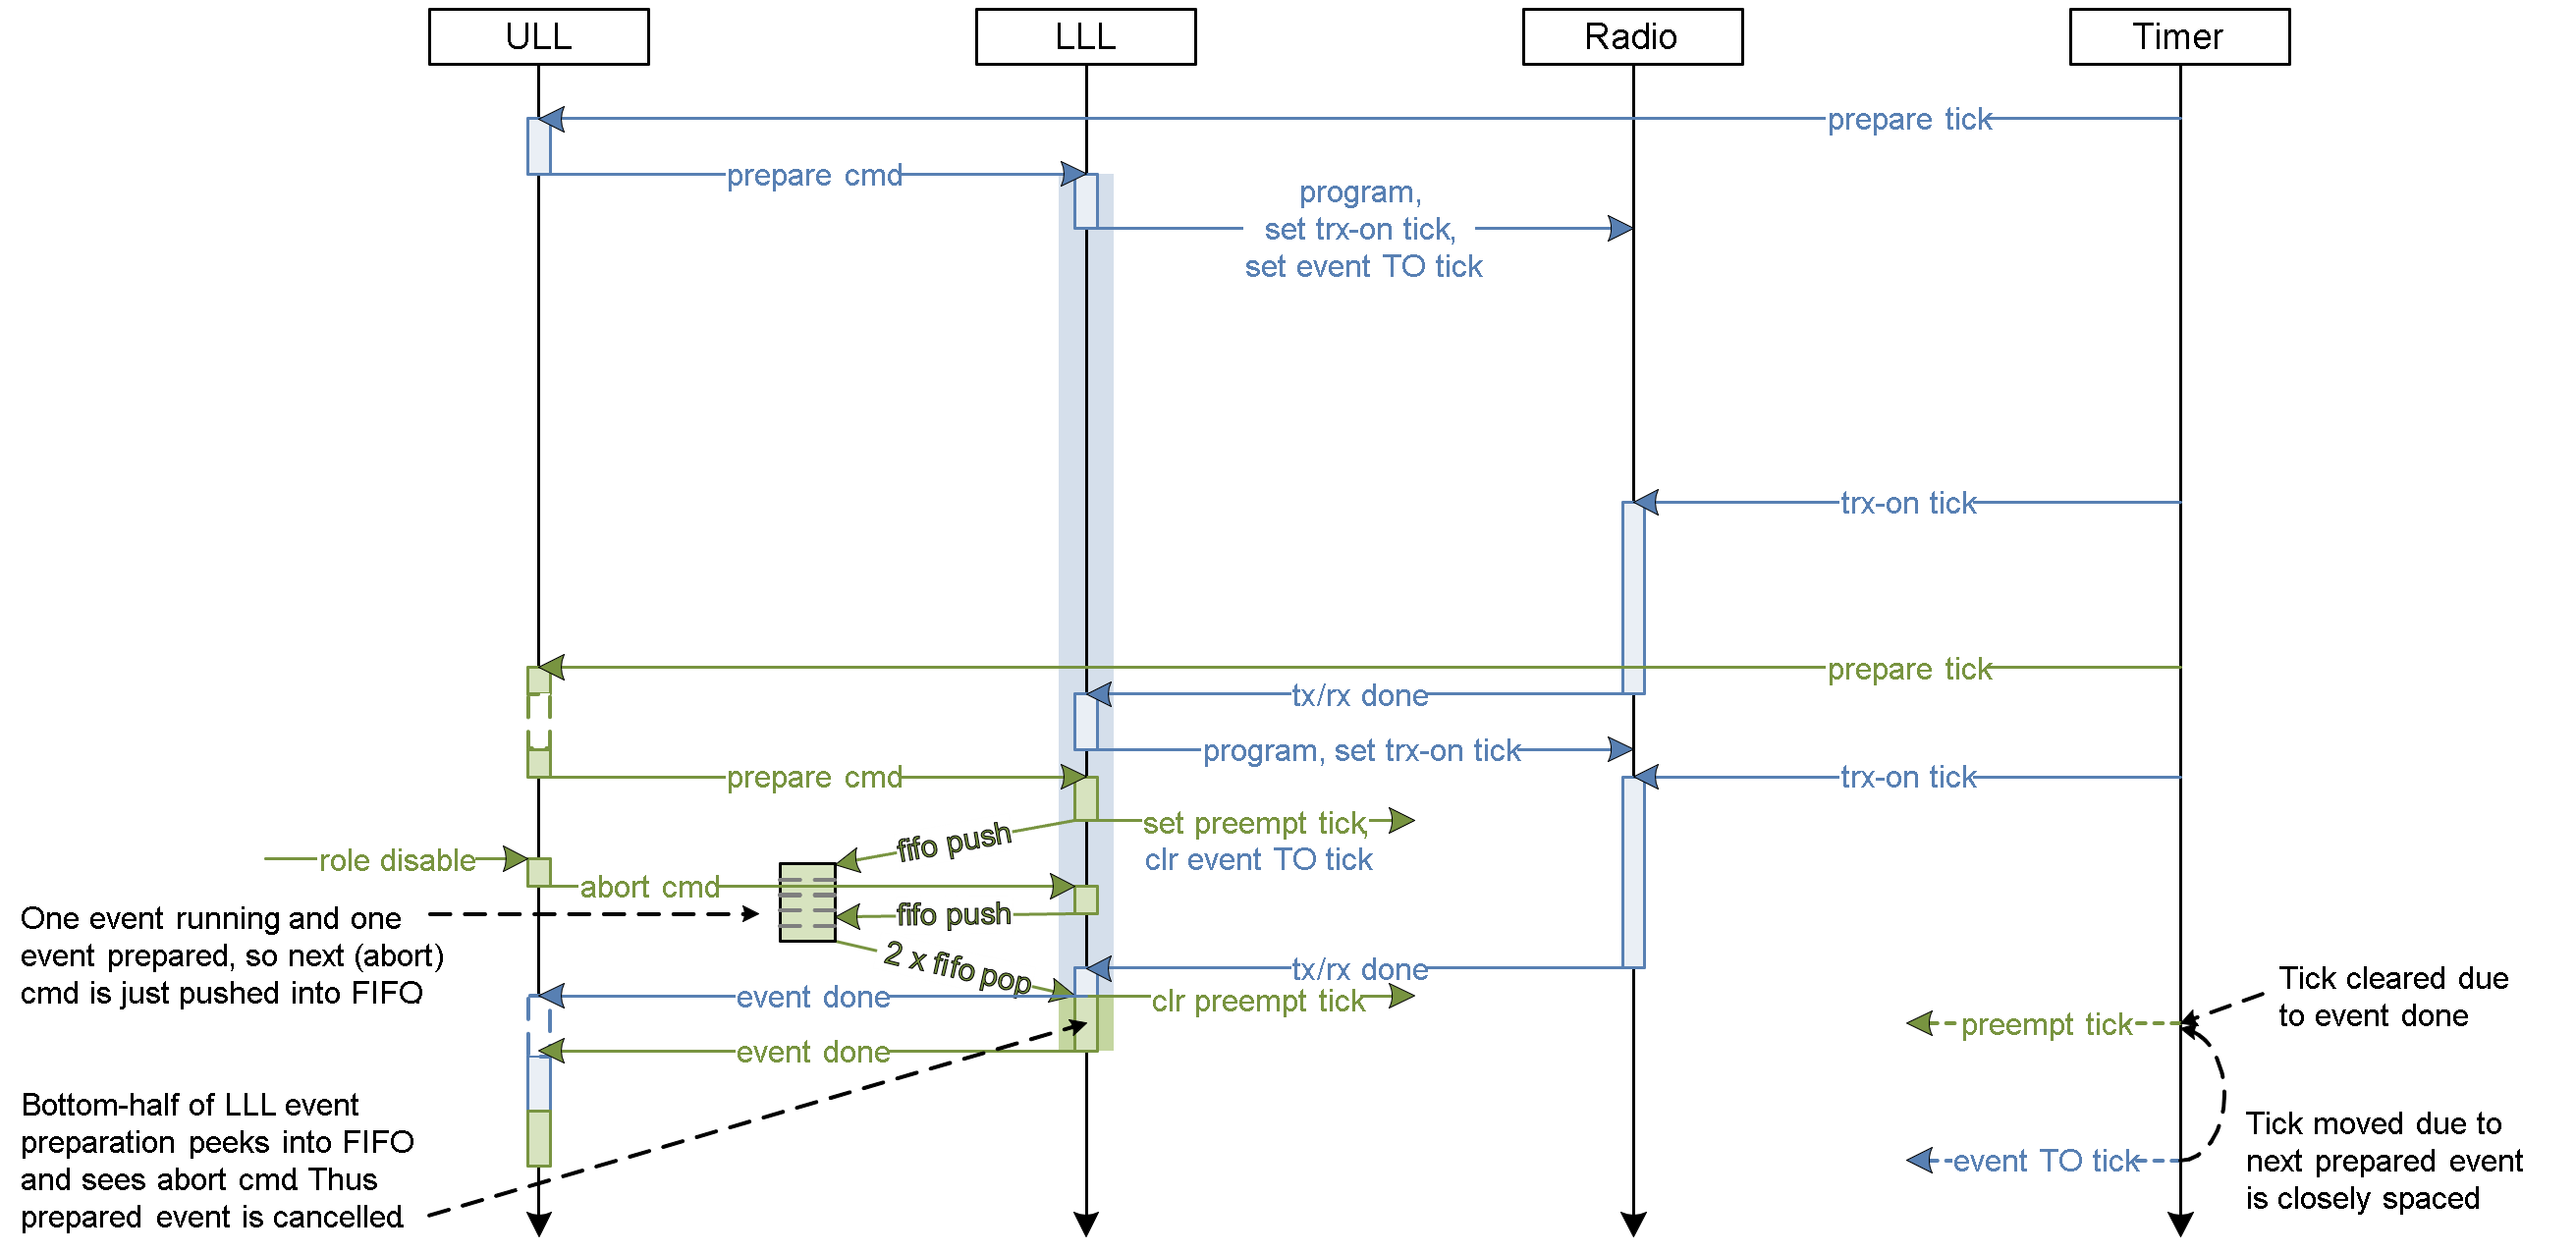 ULL
LLL
Radio
Timer
prepare tick
prepare cmd
program,
set trx-on tick,
set event TO tick
trx-on tick
prepare tick
tx/rx done
program, set trx-on tick
prepare cmd
trx-on tick
fifo push
set preempt tick,
clr event TO tick
role disable
abort cmd
fifo push
One event running and one
event prepared, so next (abort)
cmd is just pushed into FIFO
2 x fifo pop
tx/rx done
event done
clr preempt tick
Tick cleared due
to event done
preempt tick
event done
Bottom-half of LLL event
preparation peeks into FIFO
and sees abort cmd. Thus
prepared event is cancelled.
event TO tick
Tick moved due to
next prepared event
is closely spaced